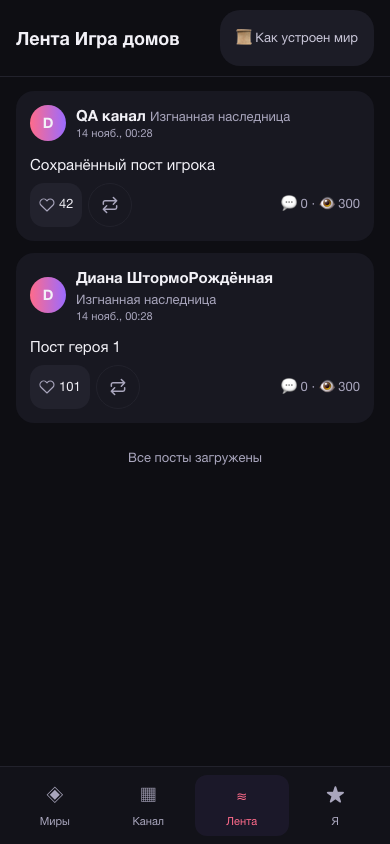 Лента Игра домов
Как устроен мир
D
QA канал Изгнанная наследница
14 нояб., 00:28
Сохранённый пост игрока
42
0 · 300
D
Диана ШтормоРождённая
Изгнанная наследница
14 нояб., 00:28
Пост героя 1
101
0 · 300
Все посты загружены
Миры
Канал
Лента
Я